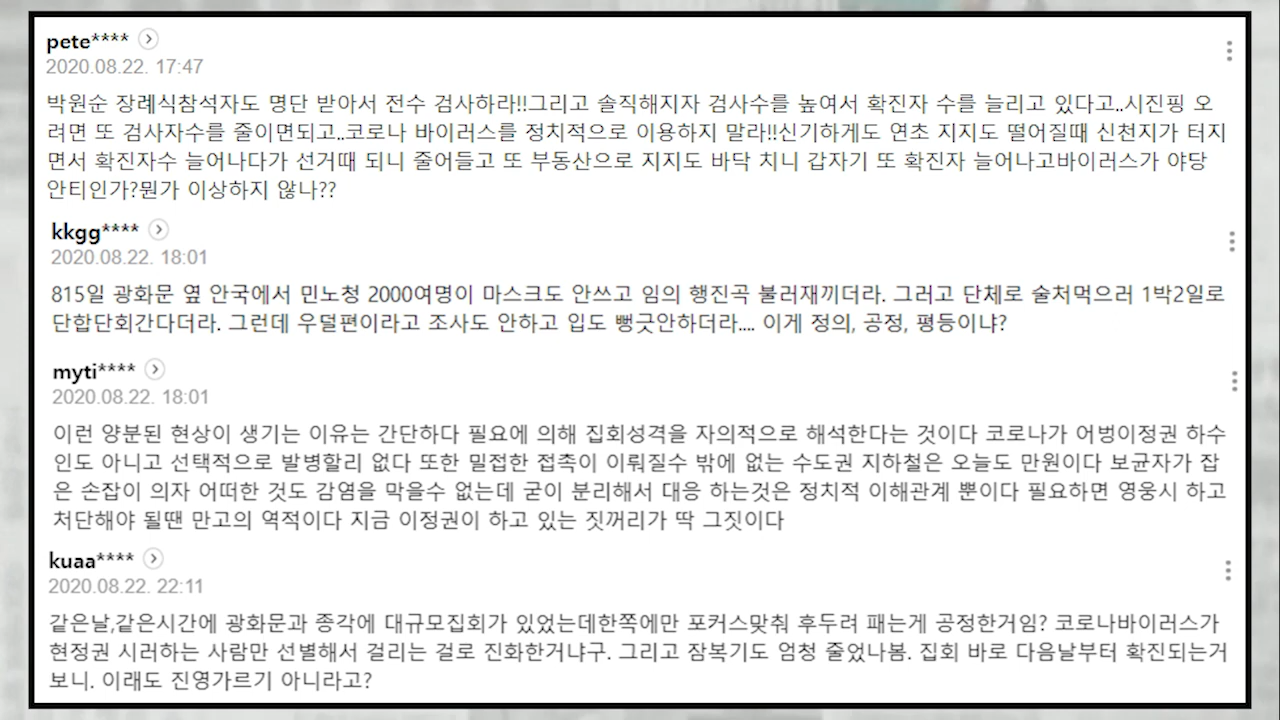 pete****
2020.08.22. 17:47
박원순 장례식참석자도 명단 받아서 전수 검사하라!!그리고 솔직해지자 검사수를 높여서 확진자 수를 늘리고 있다고..시진핑 오
려면 또 검사자수를 줄이면되고..코로나 바이러스를 정치적으로 이용하지 말라!!신기하게도 연초 지지도 떨어질때 신천지가 터지
면서 확진자수 늘어나다가 선거때 되니 줄어들고 또 부동산으로 지지도 바닥 치니 갑자기 또 확진자 늘어나고바이러스가 야당
안티인가?뭔가 이상하지 않나??
kkgg****
2020.08.22. 18:01
815일 광화문 옆 안국에서 민노청 2000여명이 마스크도 안쓰고 임의 행진곡 불러재끼더라. 그러고 단체로 술처먹으러 1박2일로
단합단회간다더라. 그런데 우덜편이라고 조사도 안하고 입도 뻥긋안하더라.... 이게 정의, 공정, 평등이냐?
myti****
2020.08.22. 18:01
이런 양분된 현상이 생기는 이유는 간단하다 필요에 의해 집회성격을 자의적으로 해석한다는 것이다 코로나가 어벙이정권 하수
인도 아니고 선택적으로 발병할리 없다 또한 밀접한 접촉이 이뤄질수 밖에 없는 수도권 지하철은 오늘도 만원이다 보균자가 잡
은 손잡이 의자 어떠한 것도 감염을 막을수 없는데 굳이 분리해서 대응 하는것은 정치적 이해관계 뿐이다 필요하면 영웅시 하고
처단해야 될땐 만고의 역적이다 지금 이정권이 하고 있는 짓꺼리가 딱 그짓이다
kuaa****
2020.08.22. 22:11
같은날,같은시간에 광화문과 종각에 대규모집회가 있었는데한쪽에만 포커스맞춰 후두려 패는게 공정한거임? 코로나바이러스가
현정권 시러하는 사람만 선별해서 걸리는 걸로 진화한거냐구. 그리고 잠복기도 엄청 줄었나봄. 집회 바로 다음날부터 확진되는거
보니. 이래도 진영가르기 아니라고?